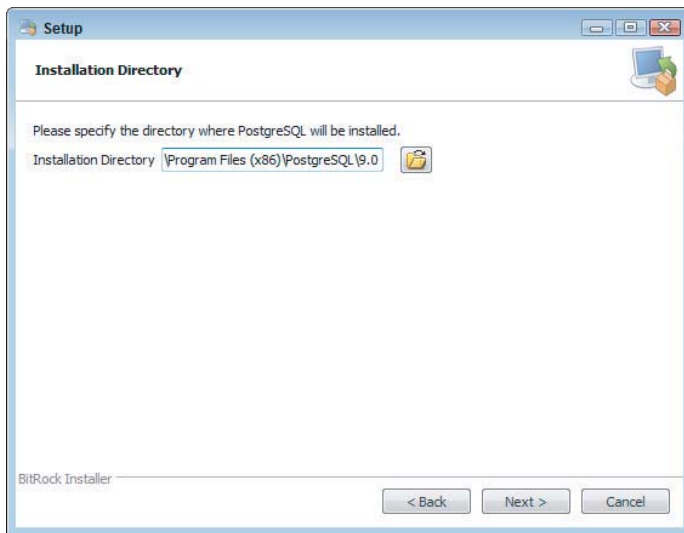 Setup
Installation Directory
Please specify the directory where PostgreSQL will be installed.
Installation Directory \Program Files (x86)\PostgreSQL\9.0
BitRock Installer
< Back Next > Cancel